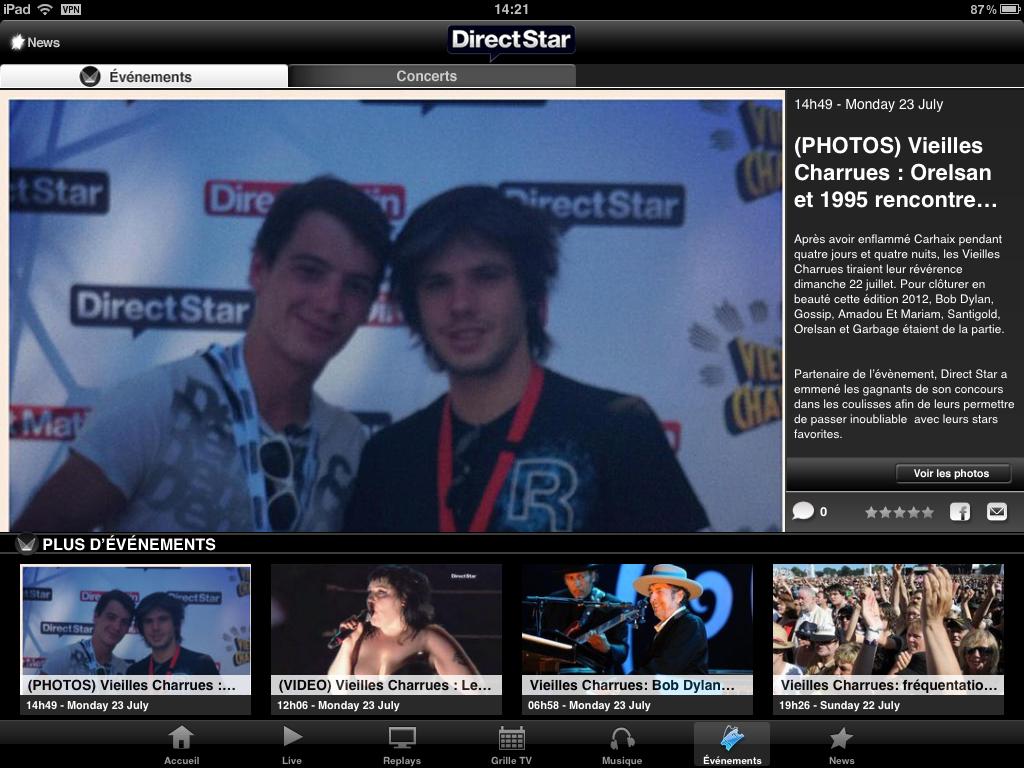 iPad VPN 14:21 87%
News DirectStar
Événements Concerts
14h49 - Monday 23 July
(PHOTOS) Vieilles
Charrues : Orelsan
et 1995 rencontre...
Après avoir enflammé Carhaix pendant
quatre jours et quatre nuits, les Vieilles
Charrues tiraient leur révérence
dimanche 22 juillet. Pour clôturer en
beauté cette édition 2012, Bob Dylan,
Gossip, Amadou Et Mariam, Santigold,
Orelsan et Garbage étaient de la partie.
Partenaire de l'évènement, Direct Star a
emmené les gagnants de son concours
dans les coulisses afin de leurs permettre
de passer inoubliable avec leurs stars
favorites.
Voir les photos
0
ctStar
Dire
in
DirectStar
DirectStar
Mat
VIE
CHA
R
PLUS D'ÉVÉNEMENTS
(PHOTOS) Vieilles Charrues :...
14h49 - Monday 23 July
DirectStar
(VIDEO) Vieilles Charrues : Le...
12h06 - Monday 23 July
Vieilles Charrues: Bob Dylan...
06h58 - Monday 23 July
Vieilles Charrues: fréquentatio...
19h26 - Sunday 22 July
Accueil Live Replays Grille TV Musique Événements News